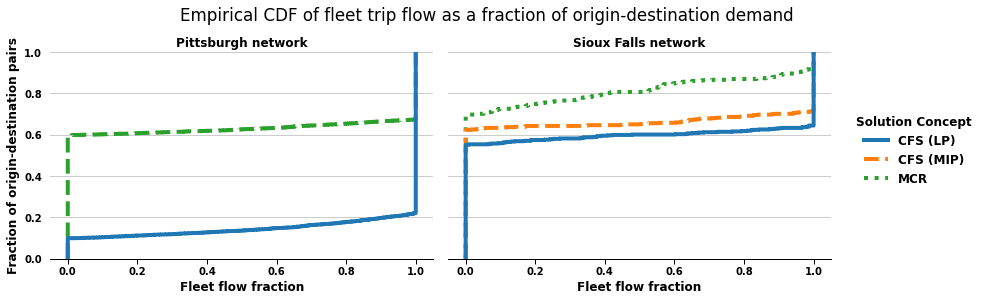 Empirical CDF of fleet trip flow as a fraction of origin-destination demand
Pittsburgh network
Sioux Falls network
Fraction of origin-destination pairs
1.0
0.8
0.6
0.4
0.2
0.0
0.0 0.2 0.4 0.6 0.8 1.0
0.0 0.2 0.4 0.6 0.8 1.0
Fleet flow fraction
Fleet flow fraction
Solution Concept
CFS (LP)
CFS (MIP)
MCR